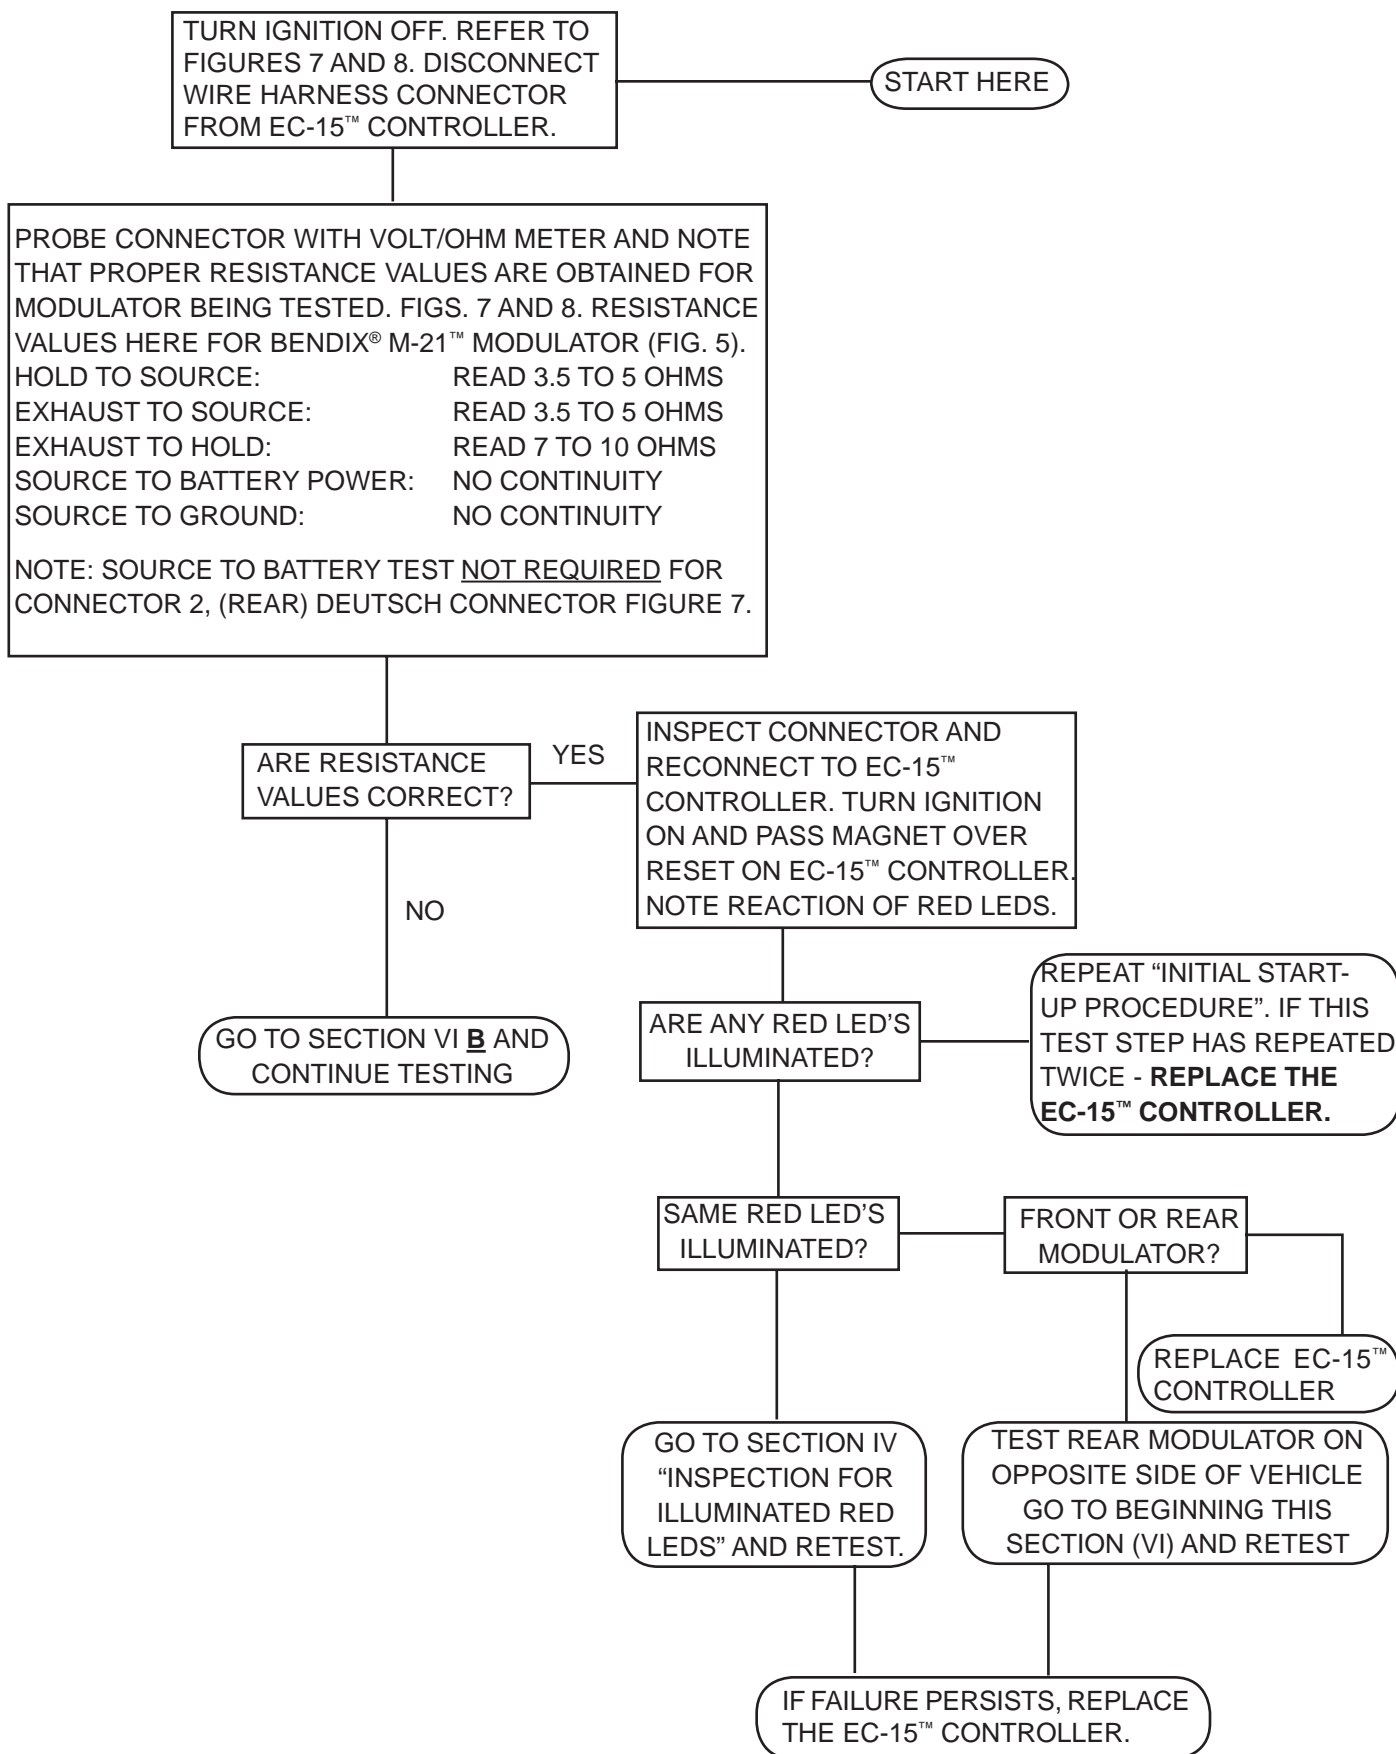 TURN IGNITION OFF. REFER TO
FIGURES 7 AND 8. DISCONNECT
WIRE HARNESS CONNECTOR
FROM EC-15™ CONTROLLER.
START HERE
PROBE CONNECTOR WITH VOLT/OHM METER AND NOTE
THAT PROPER RESISTANCE VALUES ARE OBTAINED FOR
MODULATOR BEING TESTED. FIGS. 7 AND 8. RESISTANCE
VALUES HERE FOR BENDIX® M-21™ MODULATOR (FIG. 5).
HOLD TO SOURCE: READ 3.5 TO 5 OHMS
EXHAUST TO SOURCE: READ 3.5 TO 5 OHMS
EXHAUST TO HOLD: READ 7 TO 10 OHMS
SOURCE TO BATTERY POWER: NO CONTINUITY
SOURCE TO GROUND: NO CONTINUITY
NOTE: SOURCE TO BATTERY TEST NOT REQUIRED FOR
CONNECTOR 2, (REAR) DEUTSCH CONNECTOR FIGURE 7.
ARE RESISTANCE
VALUES CORRECT?
YES
INSPECT CONNECTOR AND
RECONNECT TO EC-15™
CONTROLLER. TURN IGNITION
ON AND PASS MAGNET OVER
RESET ON EC-15™ CONTROLLER.
NOTE REACTION OF RED LEDS.
NO
GO TO SECTION VI B AND
CONTINUE TESTING
ARE ANY RED LED'S
ILLUMINATED?
REPEAT “INITIAL START-
UP PROCEDURE”. IF THIS
TEST STEP HAS REPEATED
TWICE - REPLACE THE
EC-15™ CONTROLLER.
SAME RED LED'S
ILLUMINATED?
FRONT OR REAR
MODULATOR?
REPLACE EC-15™
CONTROLLER
GO TO SECTION IV
“INSPECTION FOR
ILLUMINATED RED
LEDS” AND RETEST.
TEST REAR MODULATOR ON
OPPOSITE SIDE OF VEHICLE
GO TO BEGINNING THIS
SECTION (VI) AND RETEST
IF FAILURE PERSISTS, REPLACE
THE EC-15™ CONTROLLER.